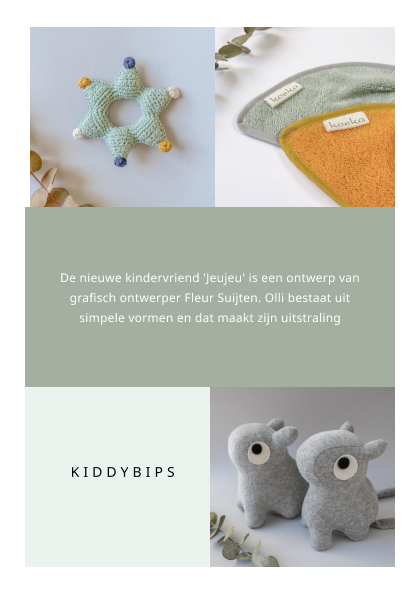 koeka
koeka
De nieuwe kindervriend 'Jeujeu' is een ontwerp van
grafisch ontwerper Fleur Suijten. Olli bestaat uit
simpele vormen en dat maakt zijn uitstraling
KIDDYBIPS